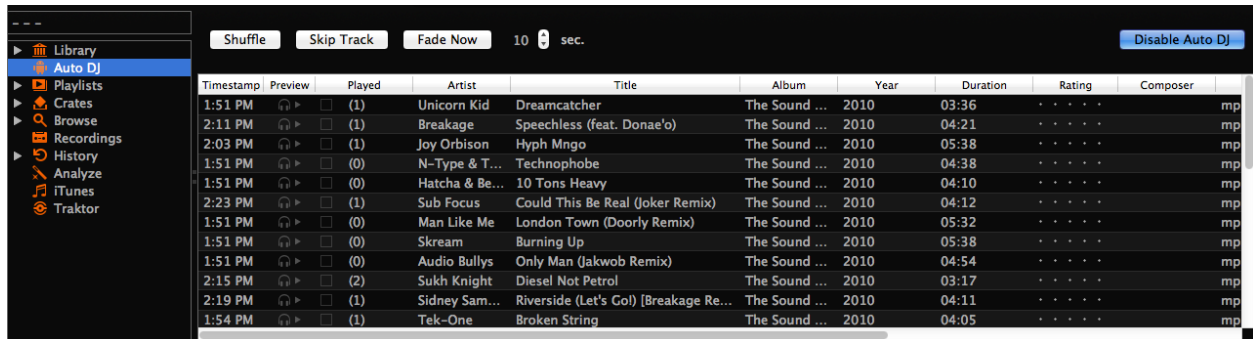 - - -
Shuffle Skip Track Fade Now 10 sec. Disable Auto DJ
Library
Auto DJ
Playlists
Crates
Browse
Recordings
History
Analyze
iTunes
Traktor
Timestamp Preview Played Artist Title Album Year Duration Rating Composer
1:51 PM (1) Unicorn Kid Dreamcatcher The Sound ... 2010 03:36 mp
2:11 PM (1) Breakage Speechless (feat. Donae'o) The Sound ... 2010 04:21 mp
2:03 PM (1) Joy Orbison Hyph Mngo The Sound ... 2010 05:38 mp
1:51 PM (0) N-Type & T... Technophobe The Sound ... 2010 04:38 mp
1:51 PM (0) Hatcha & Be... 10 Tons Heavy The Sound ... 2010 04:10 mp
2:23 PM (1) Sub Focus Could This Be Real (Joker Remix) The Sound ... 2010 04:12 mp
1:51 PM (0) Man Like Me London Town (Doorly Remix) The Sound ... 2010 05:32 mp
1:51 PM (0) Skream Burning Up The Sound ... 2010 05:38 mp
1:51 PM (0) Audio Bullys Only Man (Jakwob Remix) The Sound ... 2010 04:54 mp
2:15 PM (2) Sukh Knight Diesel Not Petrol The Sound ... 2010 03:17 mp
2:19 PM (1) Sidney Sam... Riverside (Let's Go!) [Breakage Re... The Sound ... 2010 04:11 mp
1:54 PM (1) Tek-One Broken String The Sound ... 2010 04:05 mp